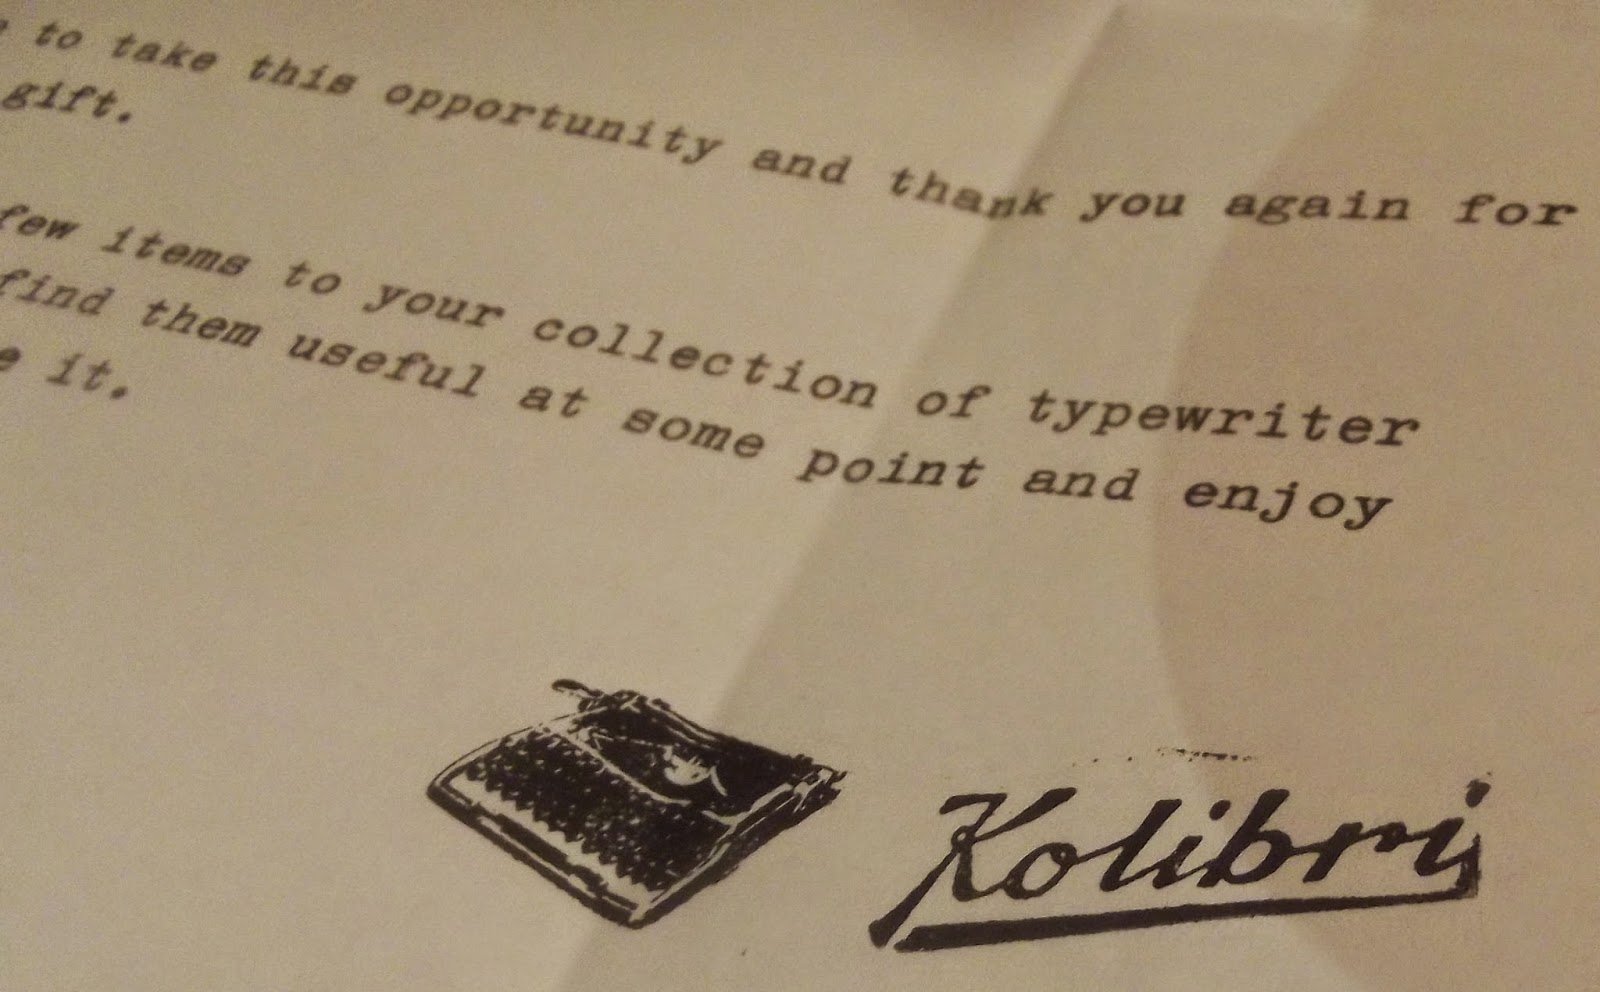 to take this opportunity and thank you again for
gift.
few items to your collection of typewriter
find them useful at some point and enjoy
e it.
Kolibri